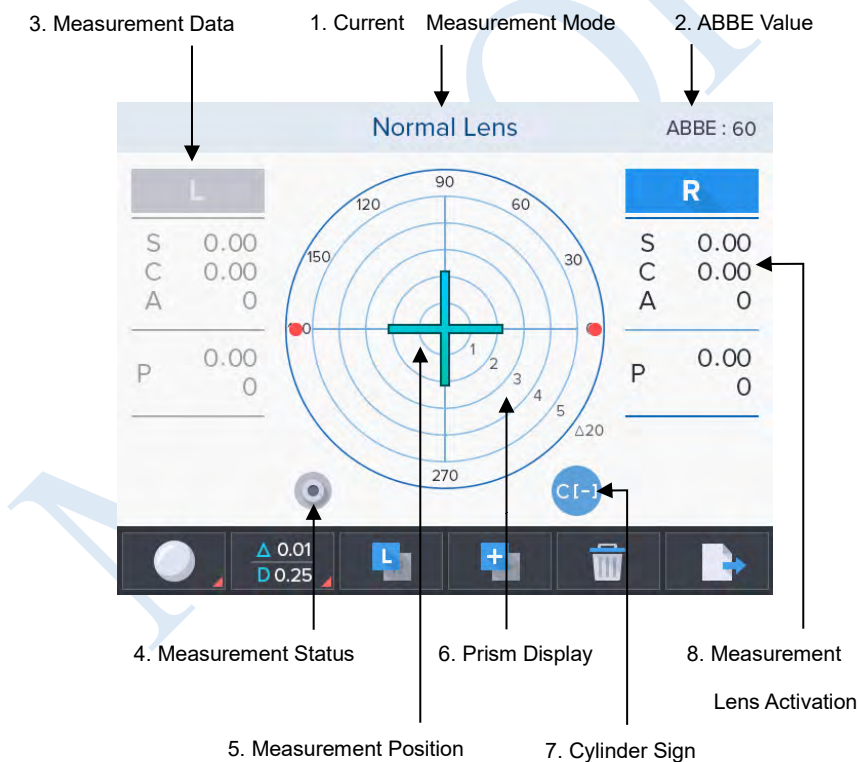 3. Measurement Data
1. Current Measurement Mode
2. ABBE Value
Normal Lens
ABBE : 60
L
S 0.00
C 0.00
A 0
P 0.00
0
90
120
60
150
30
180
0
1
2
3
4
5
Δ20
270
R
S 0.00
C 0.00
A 0
P 0.00
0
C[-]
Δ 0.01
D 0.25
L
+
4. Measurement Status
6. Prism Display
8. Measurement
Lens Activation
5. Measurement Position
7. Cylinder Sign